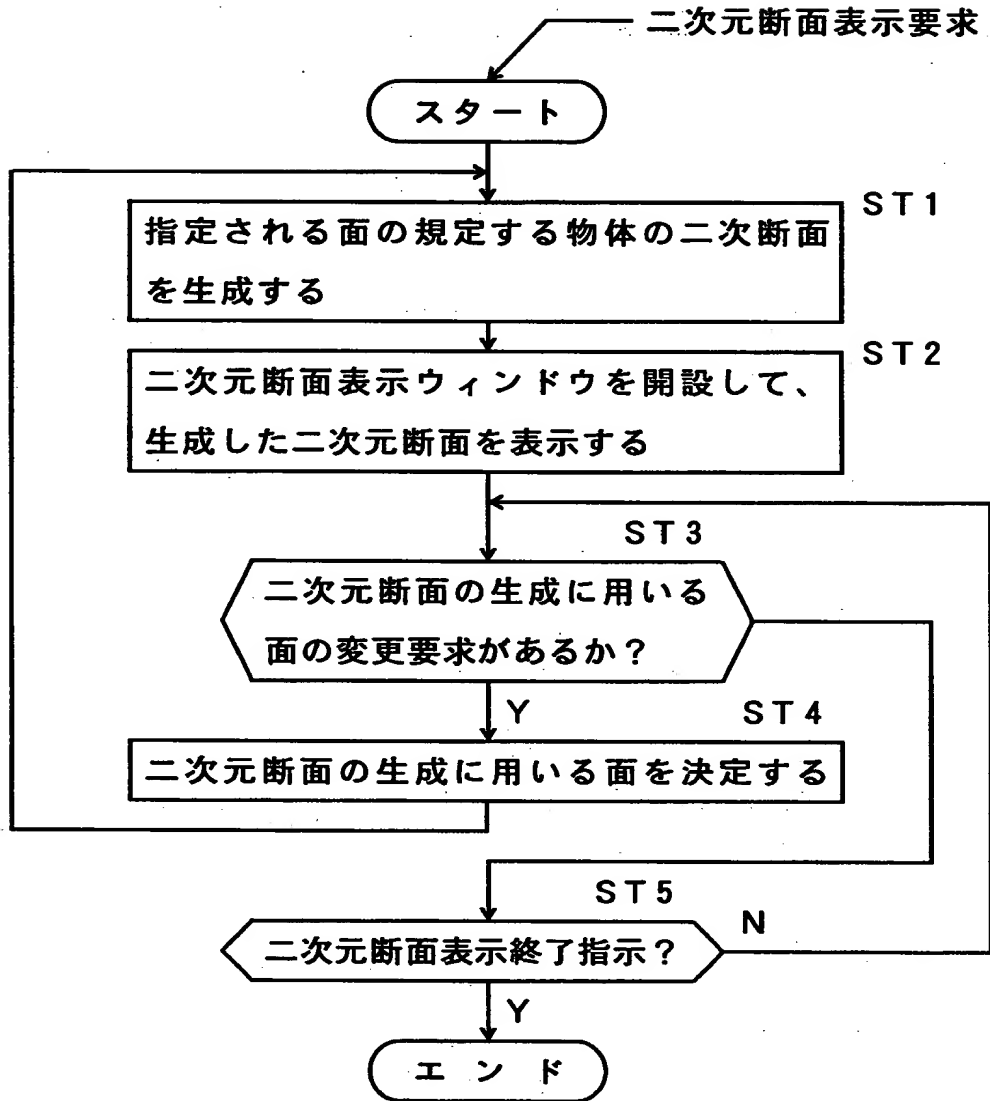 二次元断面表示要求
スタート
ST1
指定される面の規定する物体の二次断面
を生成する
ST2
二次元断面表示ウィンドウを開設して、
生成した二次元断面を表示する
ST3
二次元断面の生成に用いる
面の変更要求があるか？
Y
ST4
二次元断面の生成に用いる面を決定する
ST5
N
二次元断面表示終了指示？
Y
エンド